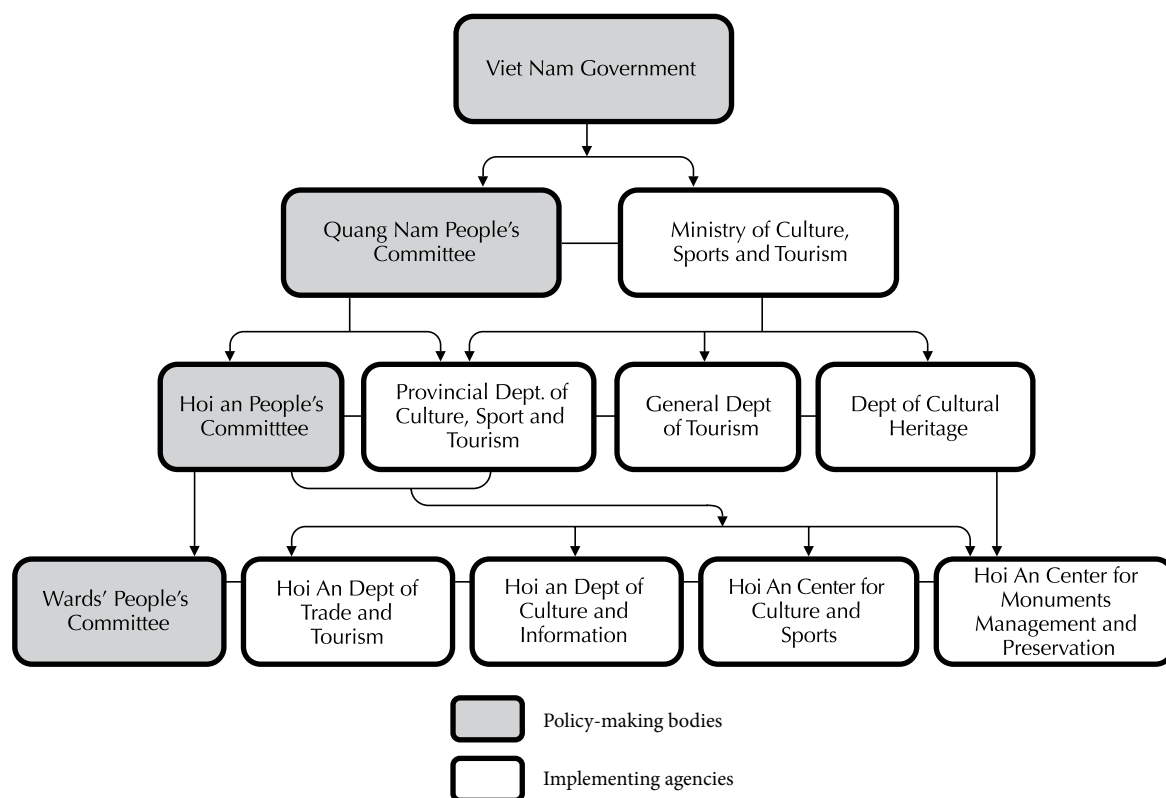 Viet Nam Government
Quang Nam People's
Committee
Ministry of Culture,
Sports and Tourism
Hoi an People's
Committtee
Provincial Dept. of
Culture, Sport and
Tourism
General Dept
of Tourism
Dept of Cultural
Heritage
Wards' People's
Committee
Hoi An Dept of
Trade and
Tourism
Hoi an Dept of
Culture and
Information
Hoi An Center for
Culture and
Sports
Hoi An Center for
Monuments
Management and
Preservation
Policy-making bodies
Implementing agencies